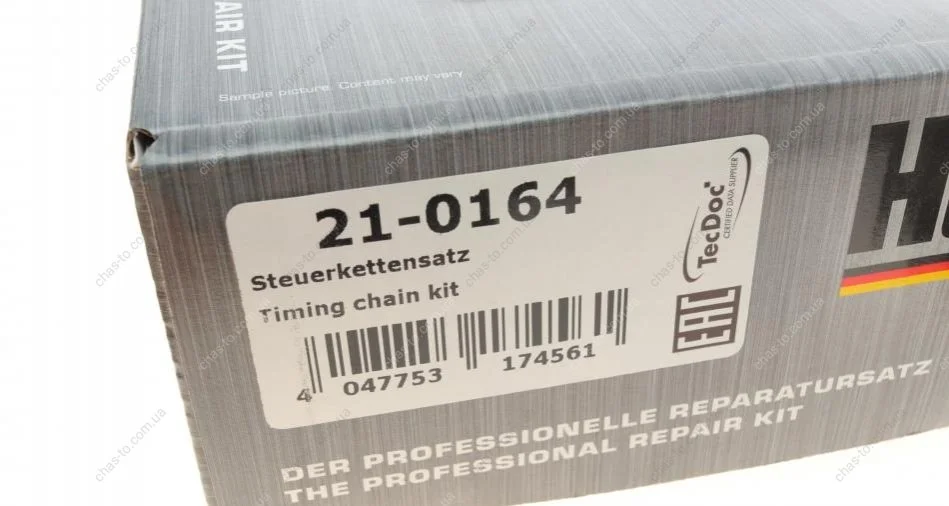 AIR KIT
Sample picture. Content may vary
21-0164
Steuerkettensatz
Timing chain kit
4 047753 174561
TecDoc
CERTIFIED DATA SUPPLIER
EAC
DER PROFESSIONELLE REPARATURSATZ
THE PROFESSIONAL REPAIR KIT
chas-to.com.ua